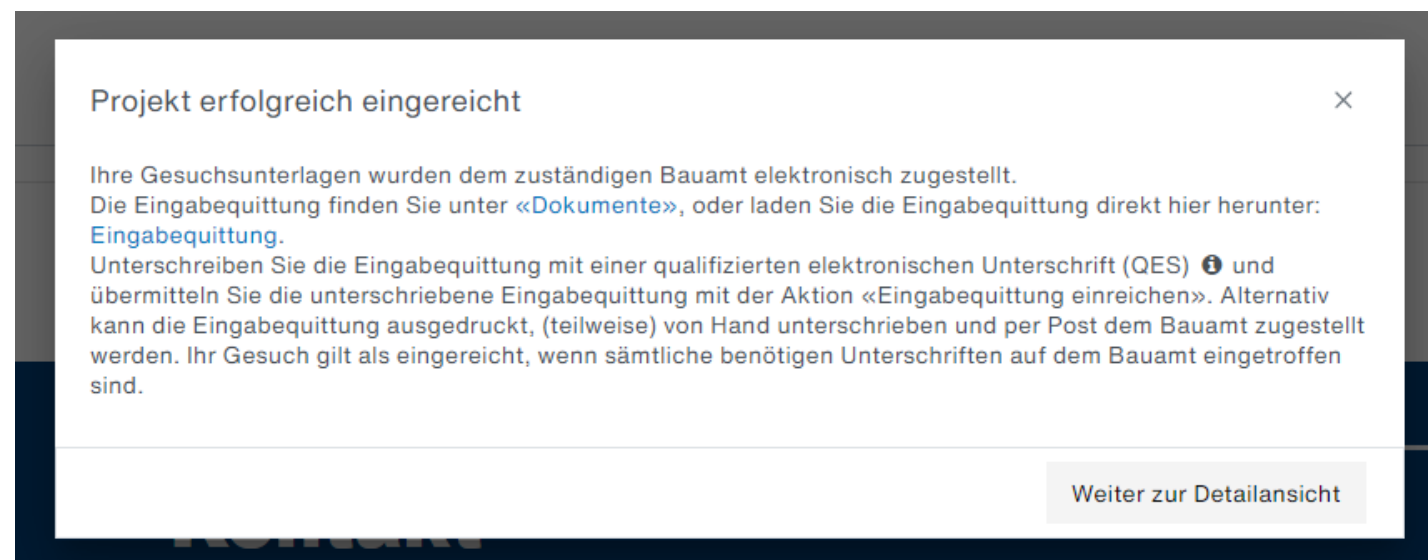 Projekt erfolgreich eingereicht
Ihre Gesuchsunterlagen wurden dem zuständigen Bauamt elektronisch zugestellt.
Die Eingabequittung finden Sie unter «Dokumente», oder laden Sie die Eingabequittung direkt hier herunter:
Eingabequittung.
Unterschreiben Sie die Eingabequittung mit einer qualifizierten elektronischen Unterschrift (QES) und
übermitteln Sie die unterschriebene Eingabequittung mit der Aktion «Eingabequittung einreichen». Alternativ
kann die Eingabequittung ausgedruckt, (teilweise) von Hand unterschrieben und per Post dem Bauamt zugestellt
werden. Ihr Gesuch gilt als eingereicht, wenn sämtliche benötigen Unterschriften auf dem Bauamt eingetroffen
sind.
Weiter zur Detailansicht
Kontakt